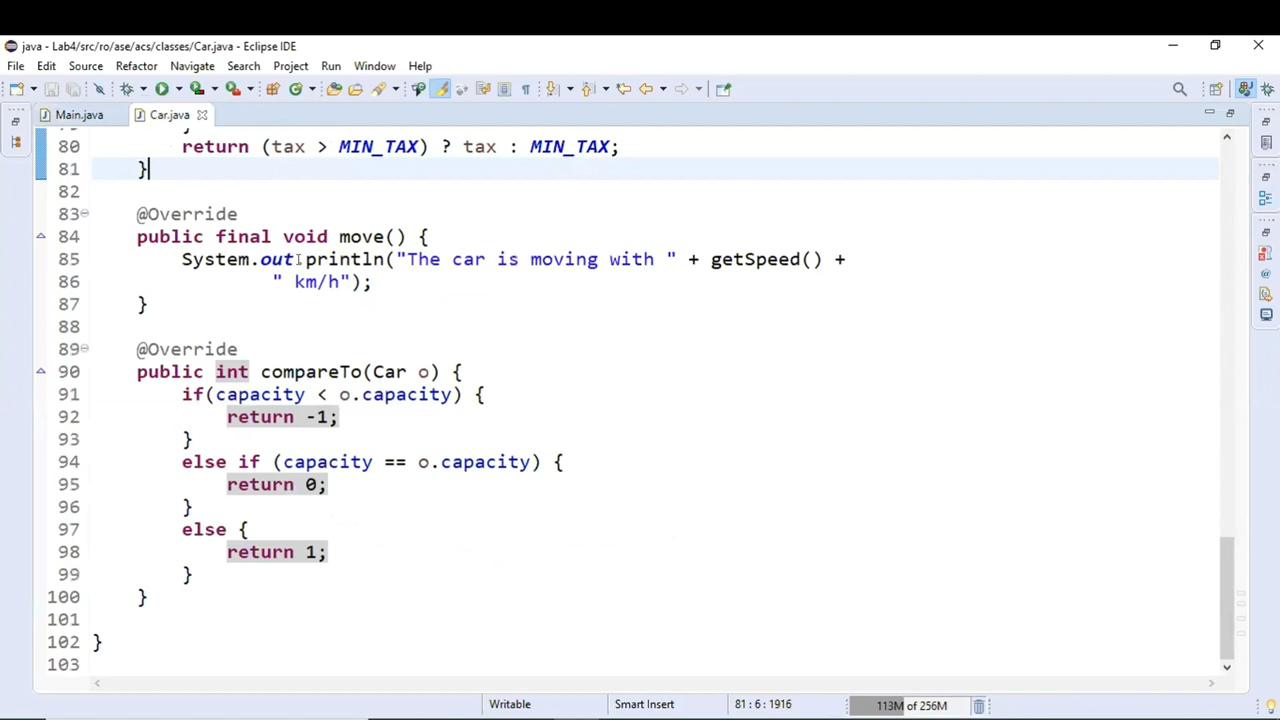 java - Lab4/src/ro/ase/acs/classes/Car.java - Eclipse IDE
File Edit Source Refactor Navigate Search Project Run Window Help
Main.java Car.java
80 return (tax > MIN_TAX) ? tax : MIN_TAX;
81 }
82
83 @Override
84 public final void move() {
85 System.out.println("The car is moving with " + getSpeed() +
86 " km/h");
87 }
88
89 @Override
90 public int compareTo(Car o) {
91 if(capacity < o.capacity) {
92 return -1;
93 }
94 else if (capacity == o.capacity) {
95 return 0;
96 }
97 else {
98 return 1;
99 }
100 }
101
102 }
103
Writable Smart Insert 81 : 6 : 1916 113M of 256M